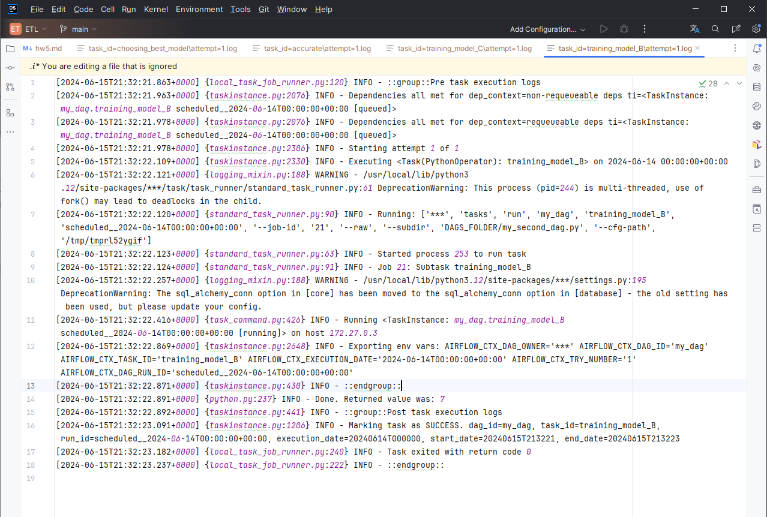 DS File Edit Code Cell Run Kernel Environment Tools Git Window Help
ET ETL main Add Configuration...
hw5.md task_id=choosing_best_model\attempt=1.log task_id=accurate\attempt=1.log task_id=training_model_C\attempt=1.log task_id=training_model_B\attempt=1.log
.i* You are editing a file that is ignored
28
1 [2024-06-15T21:32:21.863+0000] {local_task_job_runner.py:120} INFO - ::group::Pre task execution logs
2 [2024-06-15T21:32:21.963+0000] {taskinstance.py:2076} INFO - Dependencies all met for dep_context=non-requeueable deps ti=<TaskInstance:
my_dag.training_model_B scheduled__2024-06-14T00:00:00+00:00 [queued]>
3 [2024-06-15T21:32:21.978+0000] {taskinstance.py:2076} INFO - Dependencies all met for dep_context=requeueable deps ti=<TaskInstance:
my_dag.training_model_B scheduled__2024-06-14T00:00:00+00:00 [queued]>
4 [2024-06-15T21:32:21.978+0000] {taskinstance.py:2306} INFO - Starting attempt 1 of 1
5 [2024-06-15T21:32:22.109+0000] {taskinstance.py:2330} INFO - Executing <Task(PythonOperator): training_model_B> on 2024-06-14 00:00:00+00:00
6 [2024-06-15T21:32:22.121+0000] {logging_mixin.py:188} WARNING - /usr/local/lib/python3
.12/site-packages/***/task/task_runner/standard_task_runner.py:61 DeprecationWarning: This process (pid=244) is multi-threaded, use of
fork() may lead to deadlocks in the child.
7 [2024-06-15T21:32:22.120+0000] {standard_task_runner.py:90} INFO - Running: ['***', 'tasks', 'run', 'my_dag', 'training_model_B',
'scheduled__2024-06-14T00:00:00+00:00', '--job-id', '21', '--raw', '--subdir', 'DAGS_FOLDER/my_second_dag.py', '--cfg-path',
'/tmp/tmprl52ygif']
8 [2024-06-15T21:32:22.123+0000] {standard_task_runner.py:63} INFO - Started process 253 to run task
9 [2024-06-15T21:32:22.124+0000] {standard_task_runner.py:91} INFO - Job 21: Subtask training_model_B
10 [2024-06-15T21:32:22.257+0000] {logging_mixin.py:188} WARNING - /usr/local/lib/python3.12/site-packages/***/settings.py:195
DeprecationWarning: The sql_alchemy_conn option in [core] has been moved to the sql_alchemy_conn option in [database] - the old setting has
been used, but please update your config.
11 [2024-06-15T21:32:22.416+0000] {task_command.py:426} INFO - Running <TaskInstance: my_dag.training_model_B
scheduled__2024-06-14T00:00:00+00:00 [running]> on host 172.27.0.3
12 [2024-06-15T21:32:22.869+0000] {taskinstance.py:2648} INFO - Exporting env vars: AIRFLOW_CTX_DAG_OWNER='***' AIRFLOW_CTX_DAG_ID='my_dag'
AIRFLOW_CTX_TASK_ID='training_model_B' AIRFLOW_CTX_EXECUTION_DATE='2024-06-14T00:00:00+00:00' AIRFLOW_CTX_TRY_NUMBER='1'
AIRFLOW_CTX_DAG_RUN_ID='scheduled__2024-06-14T00:00:00+00:00'
13 [2024-06-15T21:32:22.871+0000] {taskinstance.py:430} INFO - ::endgroup::
14 [2024-06-15T21:32:22.891+0000] {python.py:237} INFO - Done. Returned value was: 7
15 [2024-06-15T21:32:22.892+0000] {taskinstance.py:441} INFO - ::group::Post task execution logs
16 [2024-06-15T21:32:23.091+0000] {taskinstance.py:1206} INFO - Marking task as SUCCESS. dag_id=my_dag, task_id=training_model_B,
run_id=scheduled__2024-06-14T00:00:00+00:00, execution_date=20240614T000000, start_date=20240615T213221, end_date=20240615T213223
17 [2024-06-15T21:32:23.182+0000] {local_task_job_runner.py:240} INFO - Task exited with return code 0
18 [2024-06-15T21:32:23.237+0000] {local_task_job_runner.py:222} INFO - ::endgroup::
19